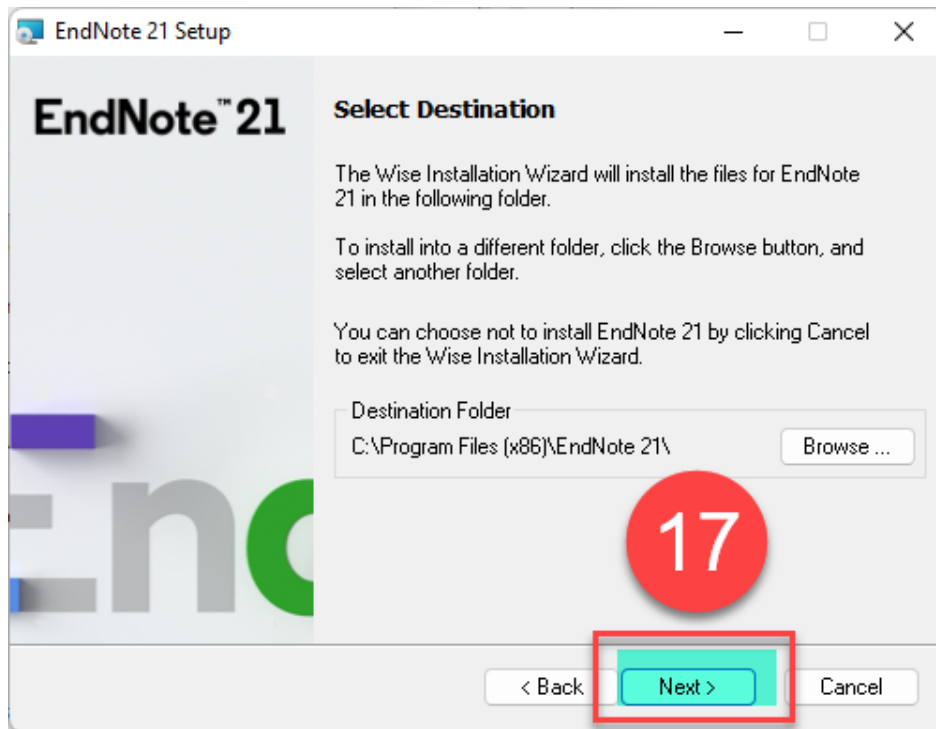 EndNote 21 Setup
EndNote™21
Select Destination
The Wise Installation Wizard will install the files for EndNote
21 in the following folder.
To install into a different folder, click the Browse button, and
select another folder.
You can choose not to install EndNote 21 by clicking Cancel
to exit the Wise Installation Wizard.
Destination Folder
C:\Program Files (x86)\EndNote 21\
Browse ...
17
< Back
Next >
Cancel